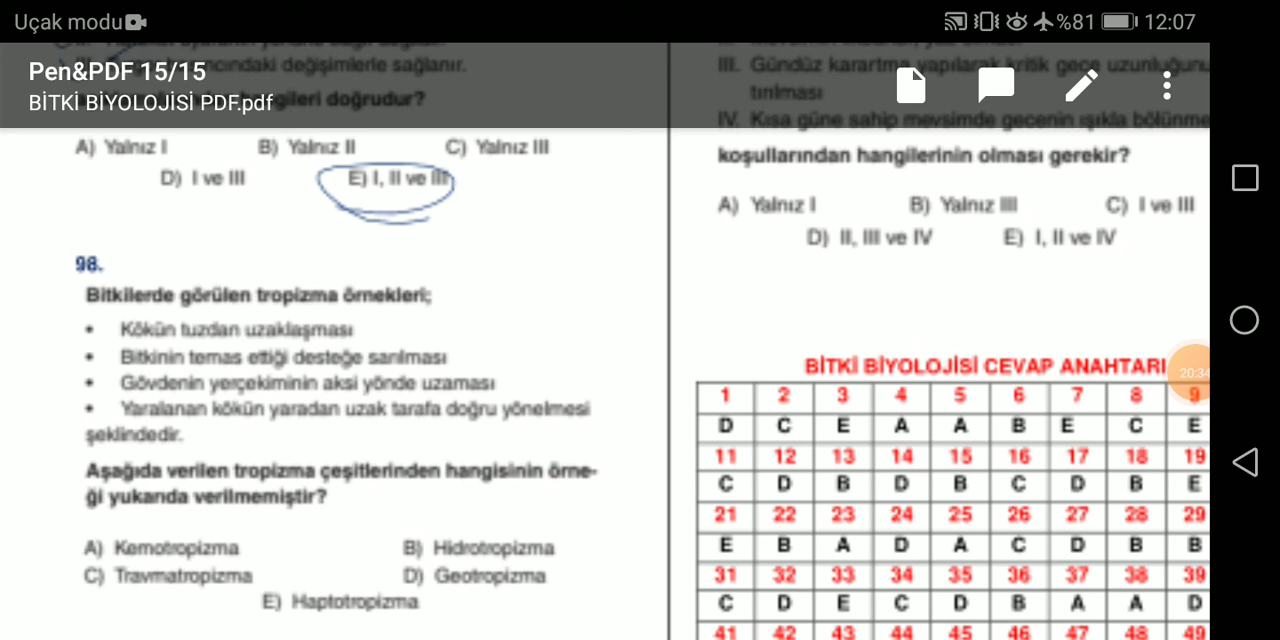 Uçak modu
%81 12:07
Pen&PDF 15/15
BİTKİ BİYOLOJİSİ PDF.pdf
ncındaki değişimlerle sağlanır.
gileri doğrudur?
A) Yalnız I B) Yalnız II C) Yalnız III
D) I ve III E) I, II ve III
98.
Bitkilerde görülen tropizma örnekleri;
• Kökün tuzdan uzaklaşması
• Bitkinin temas ettiği desteğe sarılması
• Gövdenin yerçekiminin aksi yönde uzaması
• Yaralanan kökün yaradan uzak tarafa doğru yönelmesi
şeklindedir.
Aşağıda verilen tropizma çeşitlerinden hangisinin örne-
ği yukarıda verilmemiştir?
A) Kemotropizma B) Hidrotropizma
C) Travmatropizma D) Geotropizma
E) Haptotropizma
III. Gündüz karartma yapılarak kritik gece uzunluğunu
tırılması
IV. Kısa güne sahip mevsimde gecenin ışıkla bölünme
koşullarından hangilerinin olması gerekir?
A) Yalnız I B) Yalnız III C) I ve III
D) II, III ve IV E) I, II ve IV
BİTKİ BİYOLOJİSİ CEVAP ANAHTARI
20:34
1 2 3 4 5 6 7 8 9
D C E A A B E C E
11 12 13 14 15 16 17 18 19
C D B D B C D B E
21 22 23 24 25 26 27 28 29
E B A D A C D B B
31 32 33 34 35 36 37 38 39
C D E C D B A A D
41 42 43 44 45 46 47 48 49